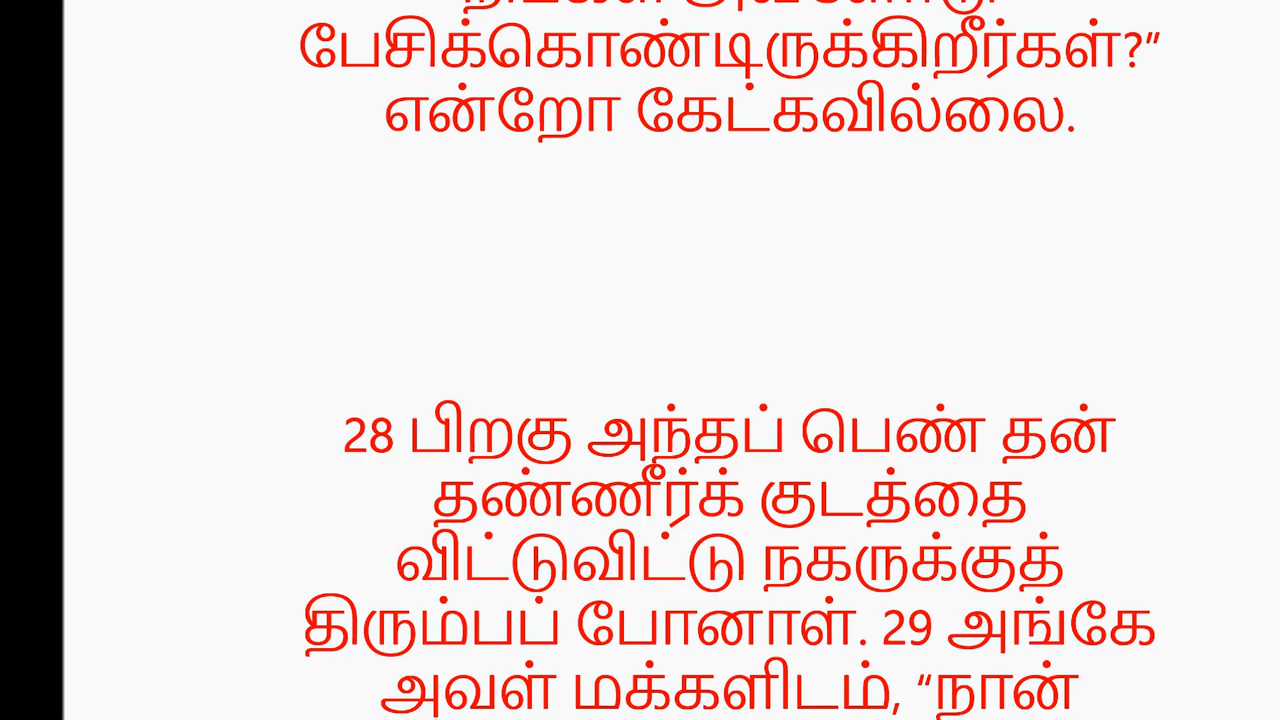 பேசிக்கொண்டிருக்கிறீர்கள்?”
என்றோ கேட்கவில்லை.
28 பிறகு அந்தப் பெண் தன்
தண்ணீர்க் குடத்தை
விட்டுவிட்டு நகருக்குத்
திரும்பப் போனாள். 29 அங்கே
அவள் மக்களிடம், “நான்